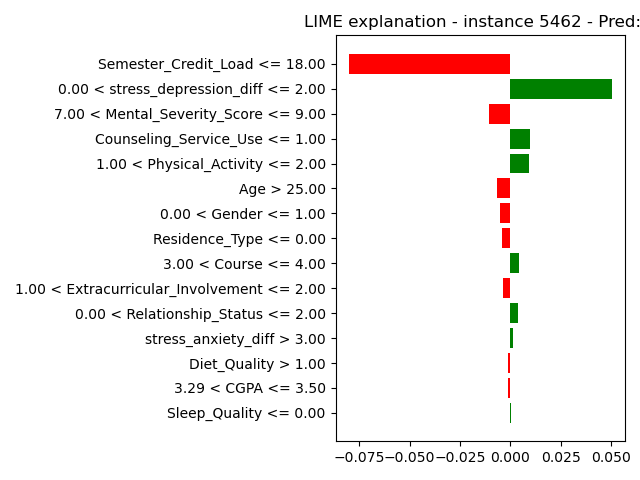 LIME explanation - instance 5462 - Pred:
Semester_Credit_Load <= 18.00
0.00 < stress_depression_diff <= 2.00
7.00 < Mental_Severity_Score <= 9.00
Counseling_Service_Use <= 1.00
1.00 < Physical_Activity <= 2.00
Age > 25.00
0.00 < Gender <= 1.00
Residence_Type <= 0.00
3.00 < Course <= 4.00
1.00 < Extracurricular_Involvement <= 2.00
0.00 < Relationship_Status <= 2.00
stress_anxiety_diff > 3.00
Diet_Quality > 1.00
3.29 < CGPA <= 3.50
Sleep_Quality <= 0.00
−0.075 −0.050 −0.025 0.000 0.025 0.050